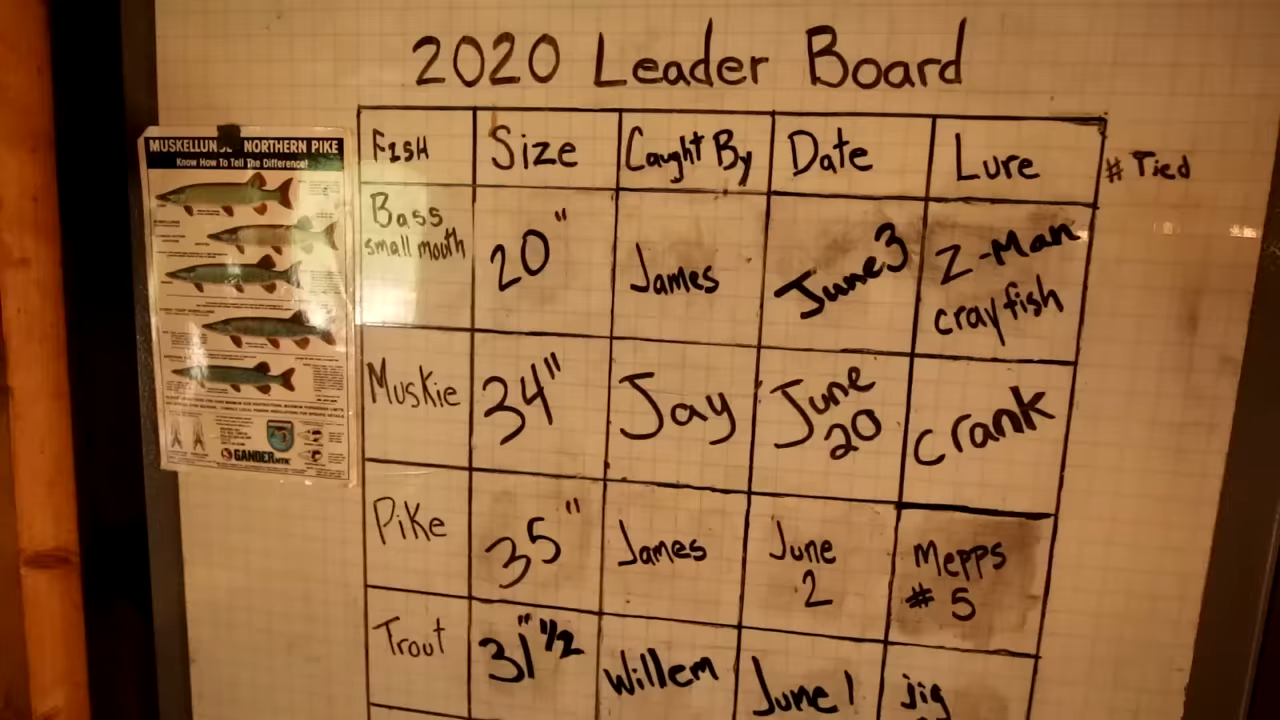 2020 Leader Board
FISH
Size
Caught By
Date
Lure
# Tied
Bass
small mouth
20"
James
June 3
Z-Man
crayfish
Muskie
34"
Jay
June
20
crank
Pike
35"
James
June
2
Mepps
# 5
Trout
31" 1/2
Willem
June 1
jig
MUSKELLUN
NORTHERN PIKE
Know How To Tell The Difference!
GANDER MTN